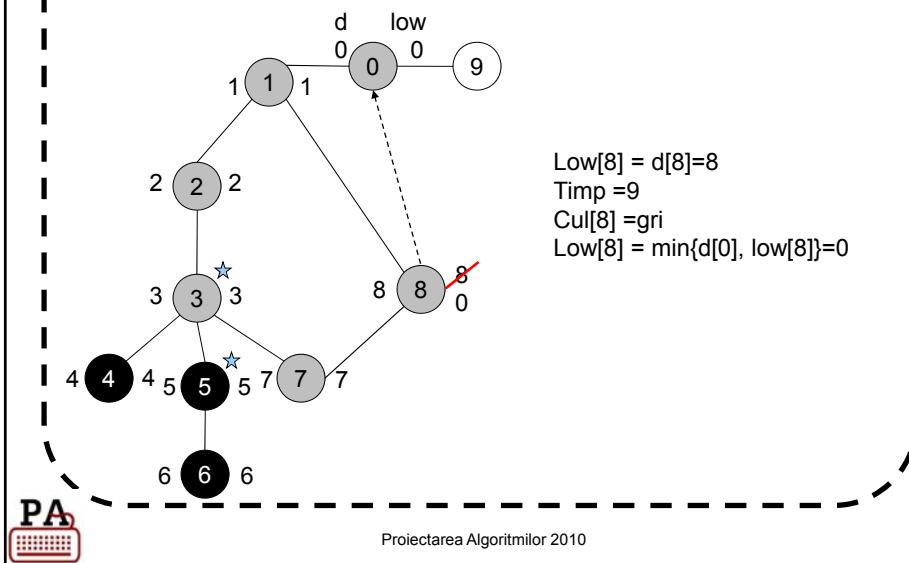 d low
0 0 0 9
1 1 1
2 2 2
Low[8] = d[8]=8
Timp =9
Cul[8] =gri
Low[8] = min{d[0], low[8]}=0
3 3 3
8 8 8
0
4 4 4 5 5 5 7 7 7
6 6 6
PA
Proiectarea Algoritmilor 2010